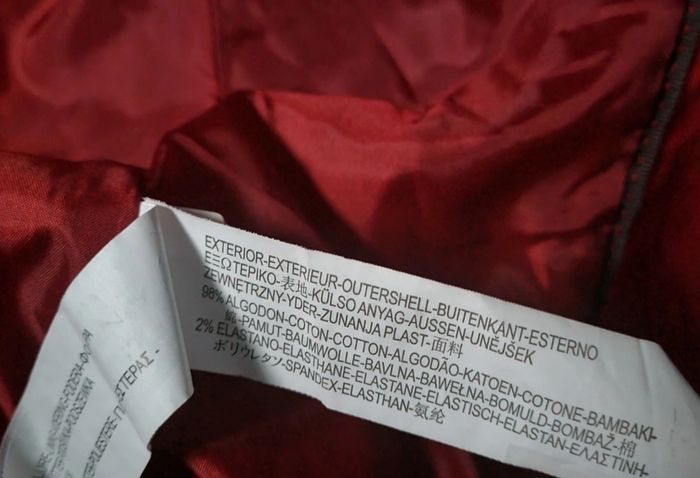 EXTERIOR-EXTERIEUR-OUTERSHELL-BUITENKANT-ESTERNO
ΕΞΩΤΕΡΙΚΟ-表地-KÜLSO ANYAG-AUSSEN-UNĚJŠEK
ZEWNETRZNY-YDER-ZUNANJA PLAST-面料
98% ALGODON-COTON-COTTON-ALGODÃO-KATOEN-COTONE-ΒΑΜΒΑΚΙ-
綿-PAMUT-BAUMWOLLE-BAVLNA-BAWEŁNA-BOMULD-BOMBAŽ-棉
2% ELASTANO-ELASTHANE-ELASTANE-ELASTISCH-ELASTAN-ΕΛΑΣΤΙΝΗ-
ポリウレタン-SPANDEX-ELASTHAN-氨纶